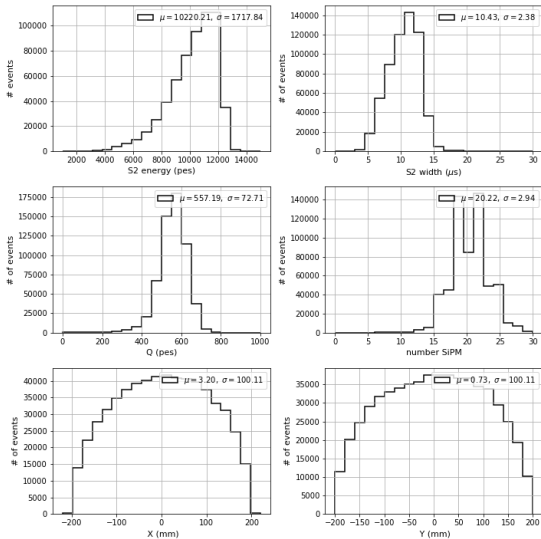 μ = 10220.21, σ = 1717.84
100000
80000
60000
40000
20000
0
# events
2000 4000 6000 8000 10000 12000 14000
S2 energy (pes)
μ = 10.43, σ = 2.38
140000
120000
100000
80000
60000
40000
20000
0
# of events
0 5 10 15 20 25 30
S2 width (μs)
μ = 557.19, σ = 72.71
175000
150000
125000
100000
75000
50000
25000
0
# of events
0 200 400 600 800 1000
Q (pes)
μ = 20.22, σ = 2.94
140000
120000
100000
80000
60000
40000
20000
0
# of events
0 5 10 15 20 25 30
number SiPM
μ = 3.20, σ = 100.11
40000
35000
30000
25000
20000
15000
10000
5000
0
# of events
−200 −100 0 100 200
X (mm)
μ = 0.73, σ = 100.11
35000
30000
25000
20000
15000
10000
5000
0
# of events
−200 −150 −100 −50 0 50 100 150 200
Y (mm)